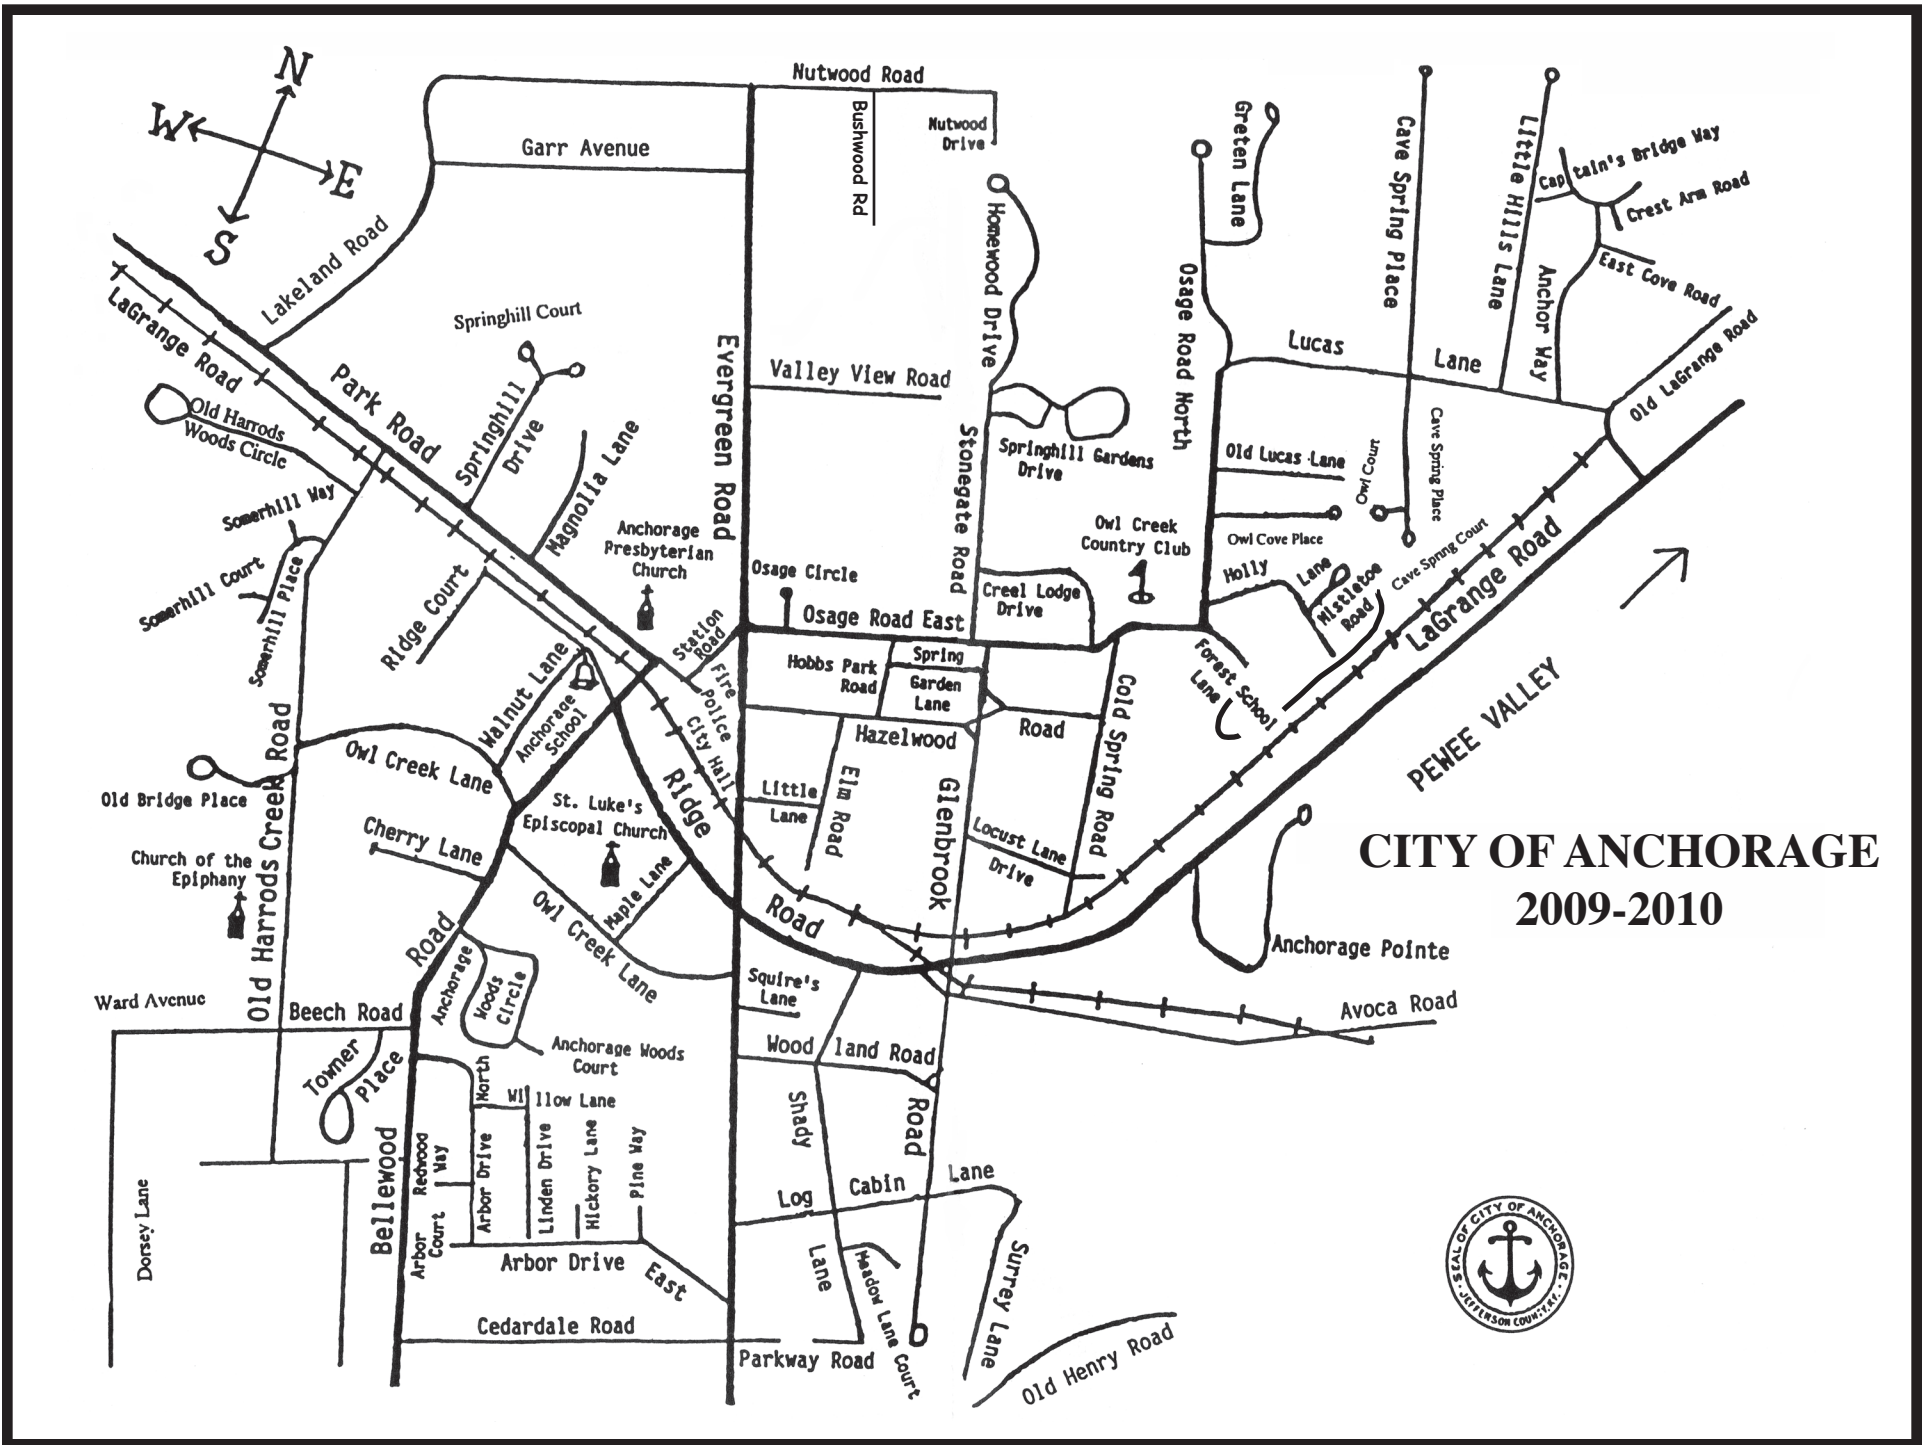 N
W
E
S
Nutwood Road
Bushwood Rd
Nutwood
Drive
Garr Avenue
Lakeland Road
LaGrange Road
Park Road
Springhill Court
Springhill
Drive
Magnolia Lane
Old Harrods
Woods Circle
Somerhill Way
Somerhill Court
Somerhill Place
Ridge Court
Evergreen Road
Valley View Road
Homewood Drive
Stonegate Road
Springhill Gardens
Drive
Greten Lane
Osage Road North
Cave Spring Place
Little Hills Lane
Captain's Bridge Way
Crest Arm Road
East Cove Road
Anchor Way
Old LaGrange Road
Lucas
Lane
Old Lucas Lane
Owl Court
Cave Spring Place
Owl Cove Place
Cave Spring Court
Holly
Lane
Mistletoe
Road
LaGrange Road
PEWEE VALLEY
Anchorage
Presbyterian
Church
Owl Creek
Country Club
Osage Circle
Osage Road East
Creel Lodge
Drive
Station
Road
Fire
Police
City Hall
Hobbs Park
Road
Spring
Garden
Lane
Hazelwood
Road
Cold Spring Road
Forest School
Lane
Walnut Lane
Anchorage
School
Owl Creek Lane
Old Bridge Place
Old Harrods Creek Road
Church of the
Epiphany
Cherry Lane
St. Luke's
Episcopal Church
Maple Lane
Owl Creek Lane
Ridge
Road
Little
Lane
Elm Road
Glenbrook
Road
Locust Lane
Drive
CITY OF ANCHORAGE
2009-2010
Anchorage Pointe
Avoca Road
Ward Avenue
Beech Road
Bellewood
Road
Anchorage
Woods
Circle
Anchorage Woods
Court
Squire's
Lane
Woodland Road
Towner
Place
North
Willow Lane
Redwood
Way
Arbor Drive
Linden Drive
Hickory Lane
Pine Way
Arbor
Court
Arbor Drive
East
Dorsey Lane
Shady
Lane
Log
Cabin
Lane
Meadow Lane Court
Surrey Lane
Cedardale Road
Parkway Road
Old Henry Road
SEAL OF CITY OF ANCHORAGE
JEFFERSON COUNTY, KY.